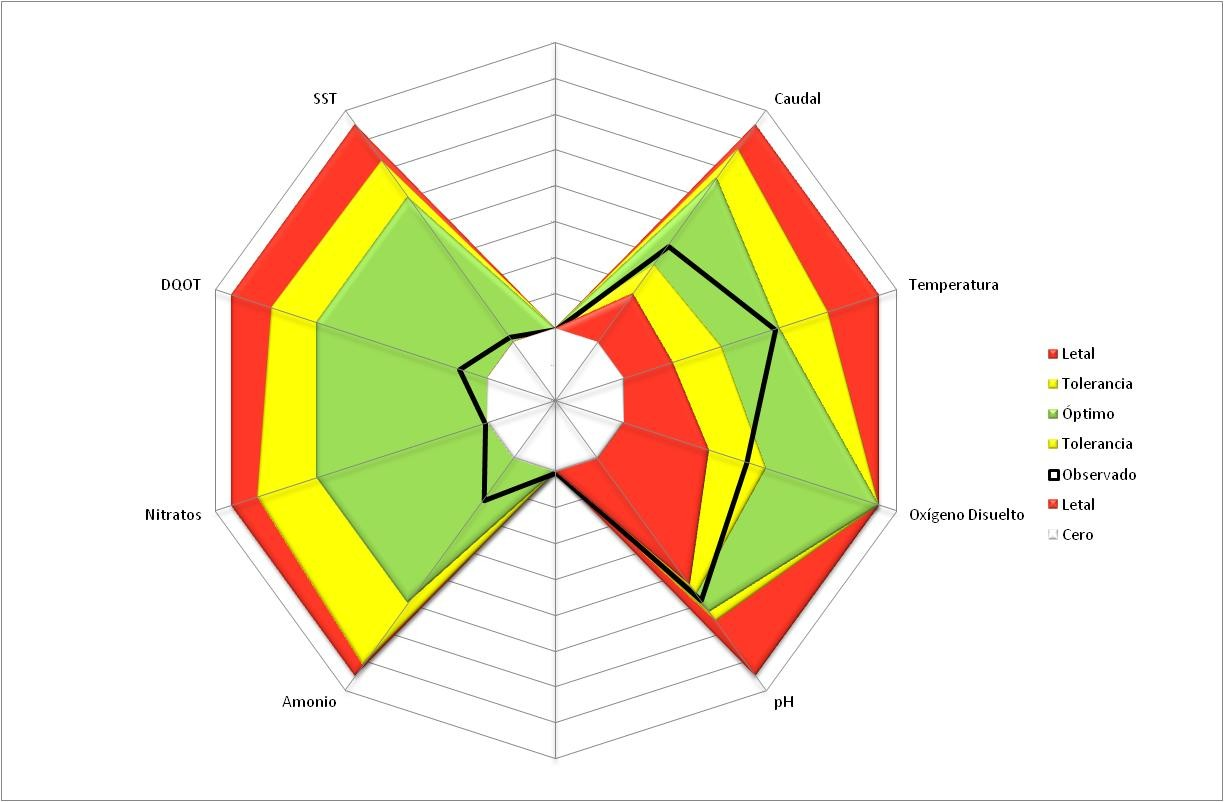 SST
Caudal
DQOT
Temperatura
Nitratos
Oxígeno Disuelto
Amonio
pH
Letal
Tolerancia
Óptimo
Tolerancia
Observado
Letal
Cero